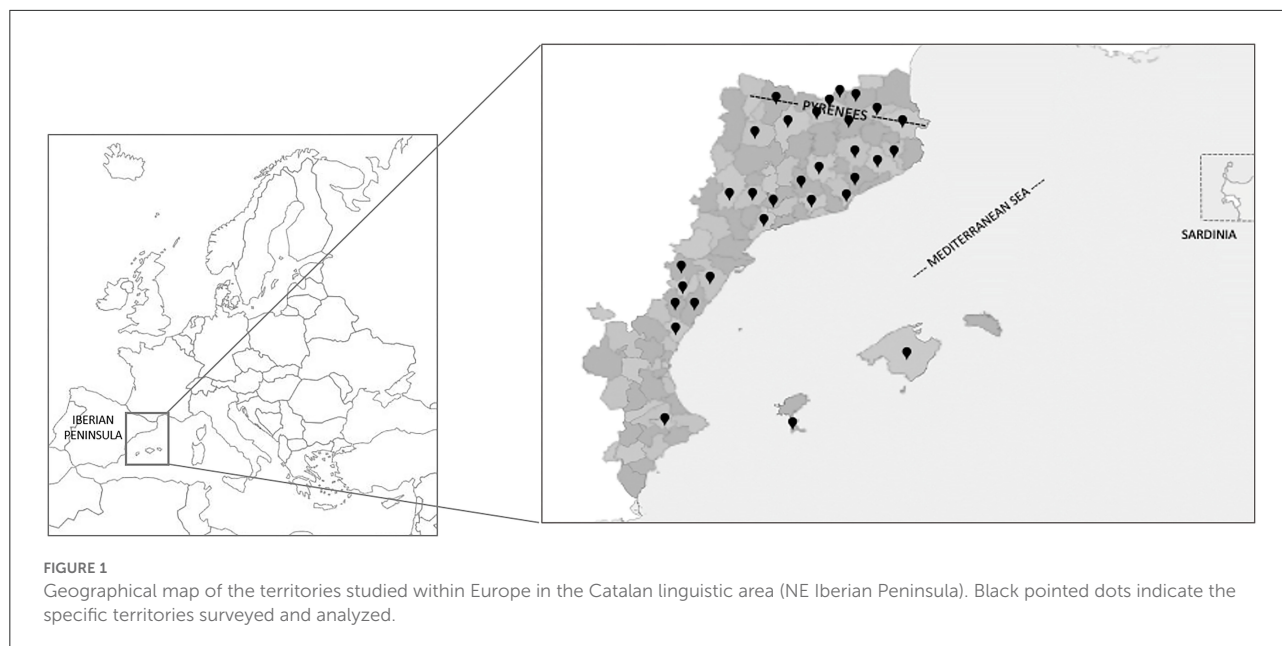 PYRENEES
MEDITERRANEAN SEA
SARDINIA
IBERIAN
PENINSULA
FIGURE 1
Geographical map of the territories studied within Europe in the Catalan linguistic area (NE Iberian Peninsula). Black pointed dots indicate the
specific territories surveyed and analyzed.